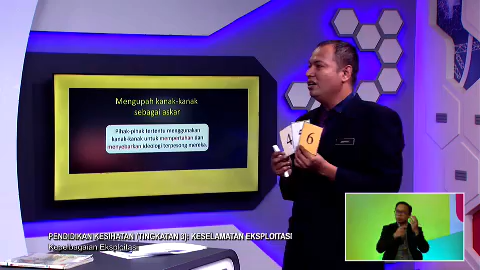 Mengupah kanak-kanak
sebagai askar
Pihak-pihak tertentu menggunakan
kanak-kanak untuk mempertahan dan
menyebarkan ideologi terpesong mereka.
4
6
PENDIDIKAN KESIHATAN (TINGKATAN 3): KESELAMATAN EKSPLOITASI
Kepelbagaian Eksploitasi